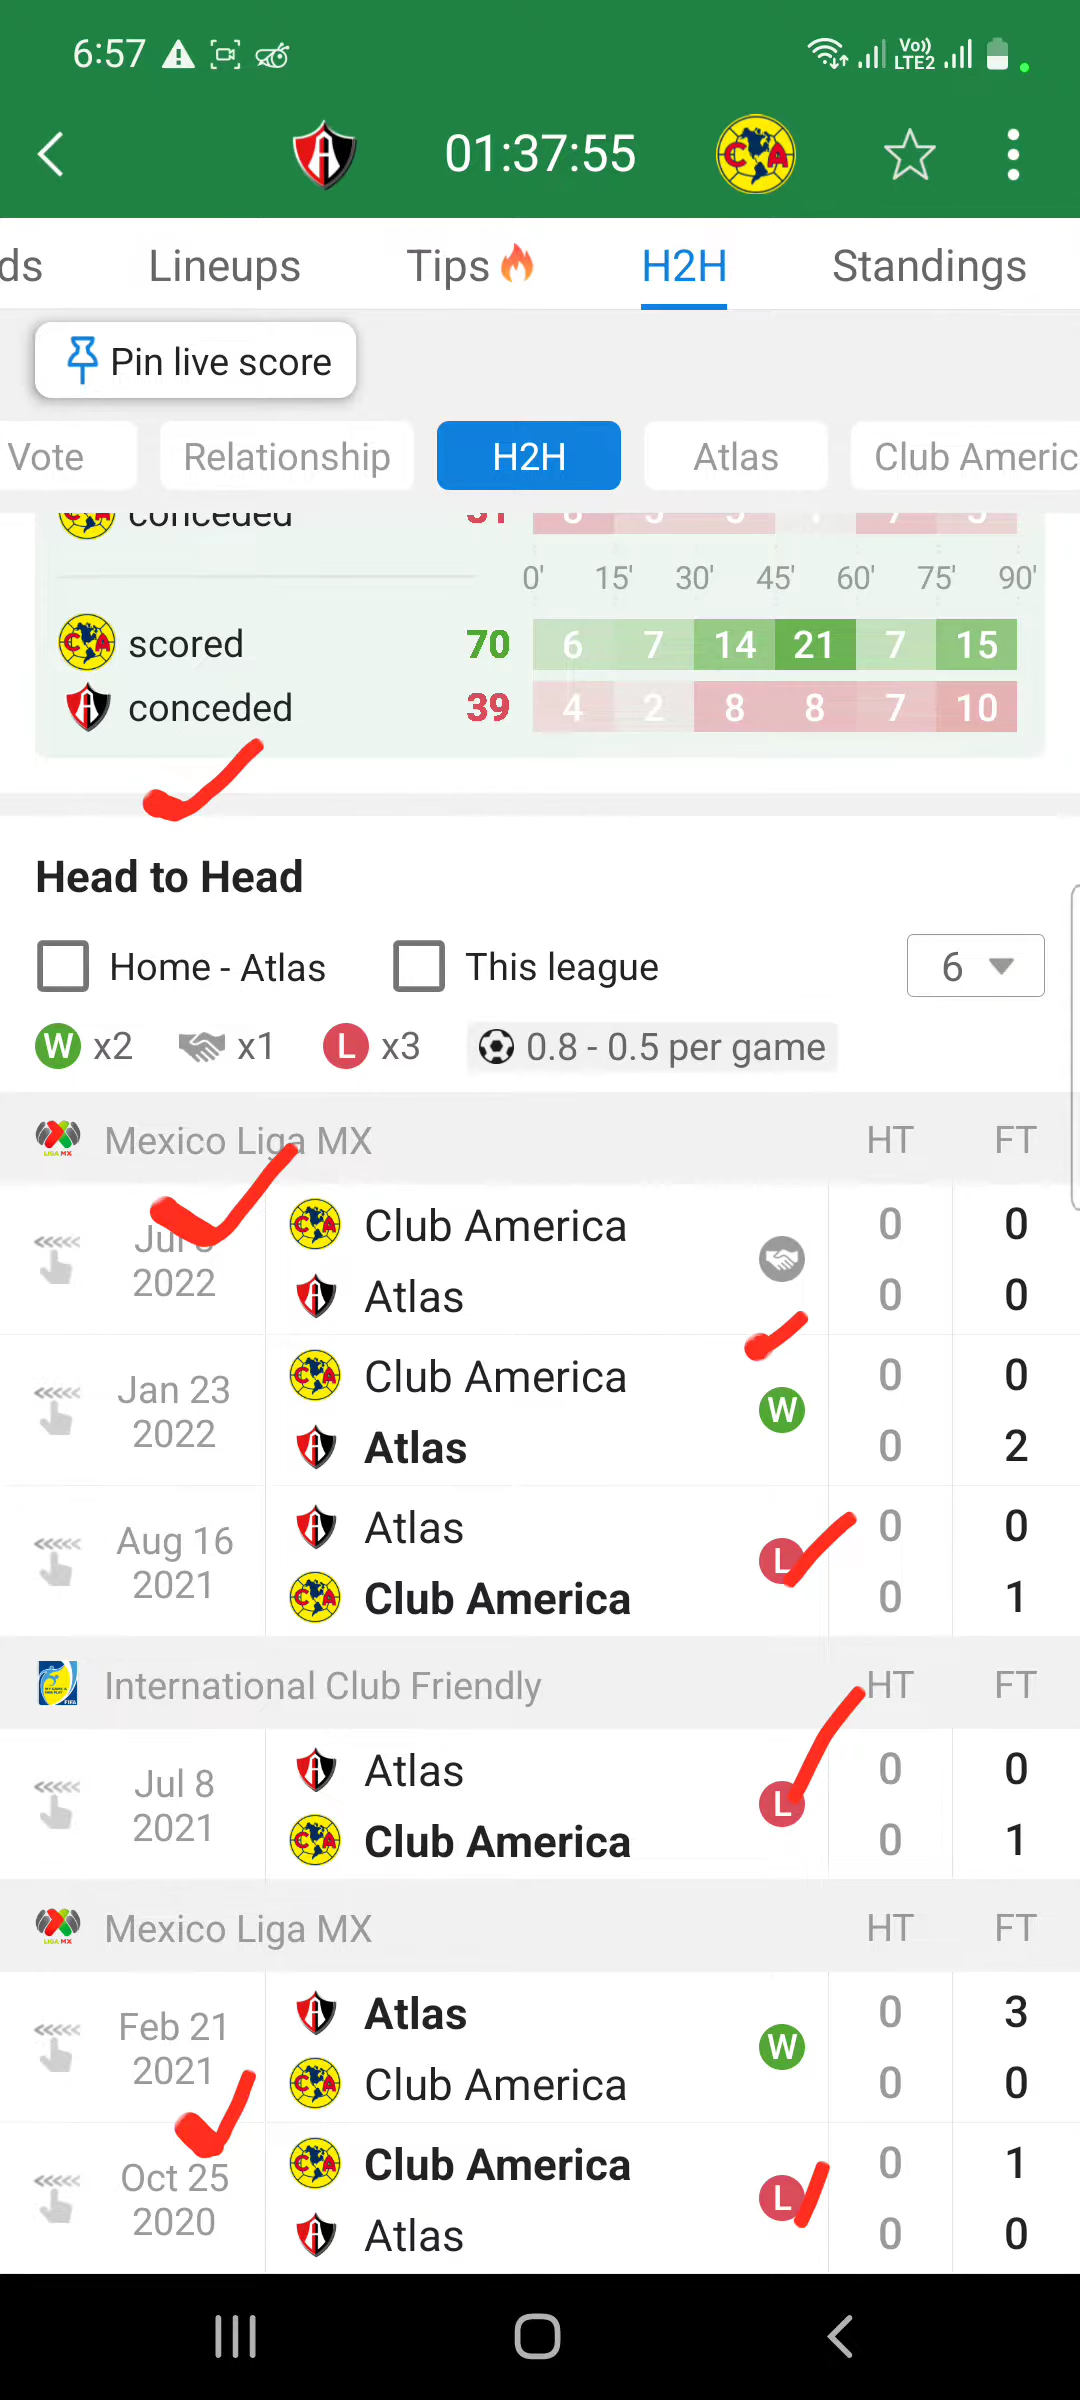 6:57 Vo)) LTE2
01:37:55
ds Lineups Tips H2H Standings
Pin live score
Vote Relationship H2H Atlas Club Americ
conceded 31
0' 15' 30' 45' 60' 75' 90'
scored 70 6 7 14 21 7 15
conceded 39 4 2 8 8 7 10
Head to Head
Home - Atlas This league 6
W x2 x1 L x3 0.8 - 0.5 per game
Mexico Liga MX HT FT
Club America 0 0
2022
Atlas 0 0
Jan 23 Club America 0 0
2022 W
Atlas 0 2
Aug 16 Atlas 0 0
2021 L
Club America 0 1
International Club Friendly HT FT
Jul 8 Atlas 0 0
2021 L
Club America 0 1
Mexico Liga MX HT FT
Feb 21 Atlas 0 3
2021 W
Club America 0 0
Oct 25 Club America 0 1
2020 L
Atlas 0 0